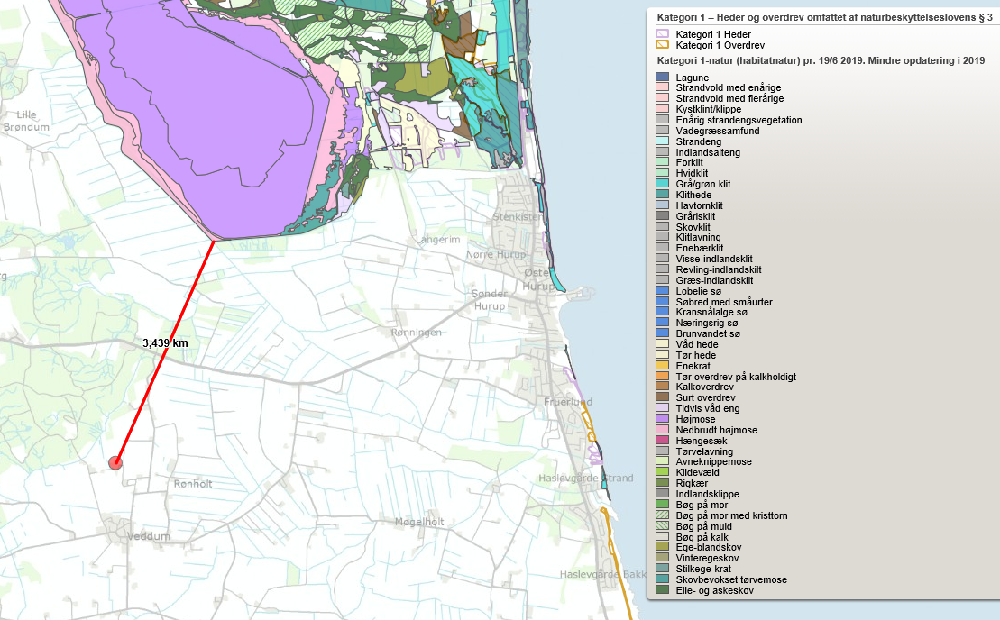 Lille
Brøndum
Stenkisten
Langerim
Nørre Hurup
Øster
Hurup
Sønder
Hurup
3,439 km
Rønningen
Fruerlund
Rønholt
Haslevgårde Strand
Møgelholt
Veddum
Haslevgårde Bakk
Kategori 1 – Heder og overdrev omfattet af naturbeskyttelseslovens § 3
Kategori 1 Heder
Kategori 1 Overdrev
Kategori 1-natur (habitatnatur) pr. 19/6 2019. Mindre opdatering i 2019
Lagune
Strandvold med enårige
Strandvold med flerårige
Kystklint/klippe
Enårig strandengsvegetation
Vadegræssamfund
Strandeng
Indlandsalteng
Forklit
Hvidklit
Grå/grøn klit
Klithede
Havtornklit
Grårisklit
Skovklit
Klitlavning
Enebærklit
Visse-indlandsklit
Revling-indlandskilt
Græs-indlandsklit
Lobelie sø
Søbred med småurter
Kransnålalge sø
Næringsrig sø
Brunvandet sø
Våd hede
Tør hede
Enekrat
Tør overdrev på kalkholdigt
Kalkoverdrev
Surt overdrev
Tidvis våd eng
Højmose
Nedbrudt højmose
Hængesæk
Tørvelavning
Avneknippemose
Kildevæld
Rigkær
Indlandsklippe
Bøg på mor
Bøg på mor med kristtorn
Bøg på muld
Bøg på kalk
Ege-blandskov
Vinteregeskov
Stilkege-krat
Skovbevokset tørvemose
Elle- og askeskov